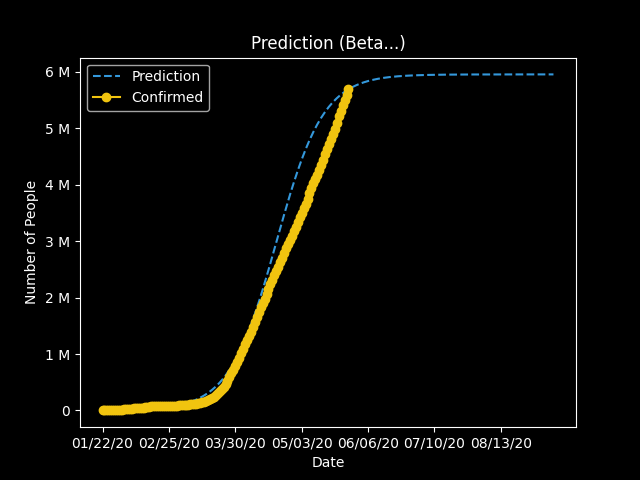 Prediction (Beta...)
Prediction
Confirmed
6 M
5 M
4 M
3 M
2 M
1 M
0
Number of People
01/22/20 02/25/20 03/30/20 05/03/20 06/06/20 07/10/20 08/13/20
Date